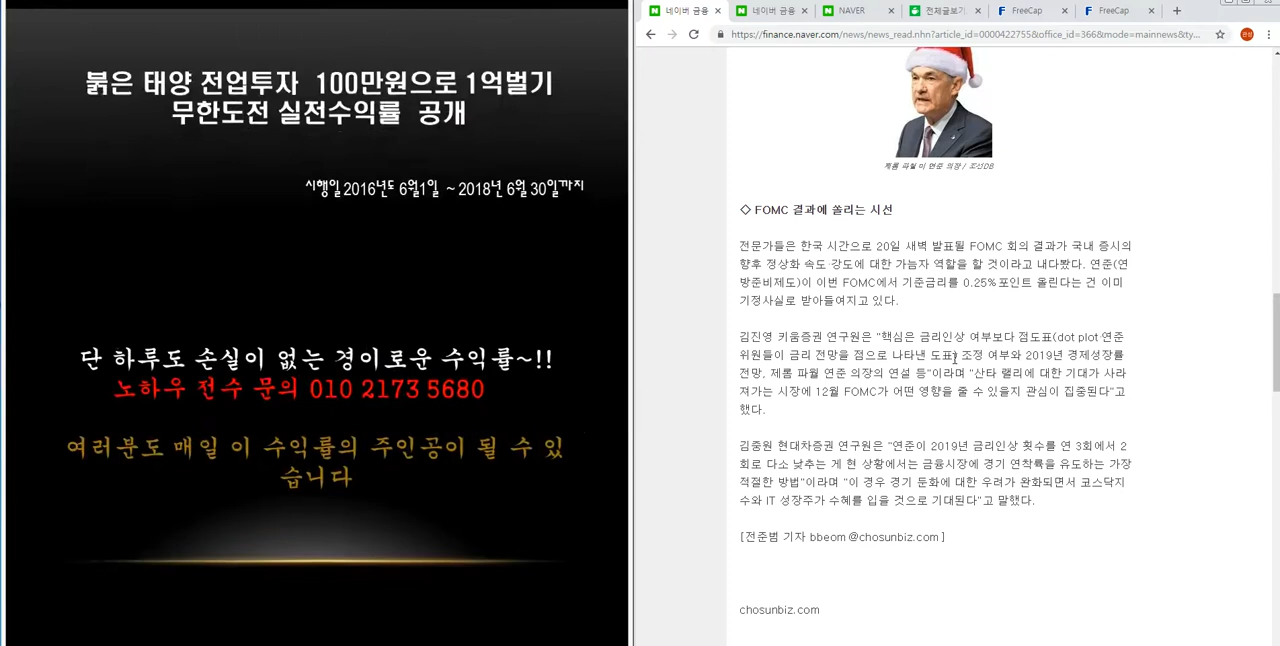 붉은 태양 전업투자 100만원으로 1억벌기
무한도전 실전수익률 공개
시행일 2016년도 6월1일 ~ 2018년 6월 30일까지
단 하루도 손실이 없는 경이로운 수익률~!!
노하우 전수 문의 010 2173 5680
여러분도 매일 이 수익률의 주인공이 될 수 있
습니다
네이버 금융
네이버 금융
NAVER
전체글보기
FreeCap
FreeCap
https://finance.naver.com/news/news_read.nhn?article_id=0000422755&office_id=366&mode=mainnews&ty...
제롬 파월 미 연준 의장 / 조선DB
◇ FOMC 결과에 쏠리는 시선
전문가들은 한국 시간으로 20일 새벽 발표될 FOMC 회의 결과가 국내 증시의
향후 정상화 속도·강도에 대한 가늠자 역할을 할 것이라고 내다봤다. 연준(연
방준비제도)이 이번 FOMC에서 기준금리를 0.25%포인트 올린다는 건 이미
기정사실로 받아들여지고 있다.
김진영 키움증권 연구원은 "핵심은 금리인상 여부보다 점도표(dot plot·연준
위원들이 금리 전망을 점으로 나타낸 도표) 조정 여부와 2019년 경제성장률
전망, 제롬 파월 연준 의장의 연설 등"이라며 "산타 랠리에 대한 기대가 사라
져가는 시장에 12월 FOMC가 어떤 영향을 줄 수 있을지 관심이 집중된다"고
했다.
김중원 현대차증권 연구원은 "연준이 2019년 금리인상 횟수를 연 3회에서 2
회로 다소 낮추는 게 현 상황에서는 금융시장에 경기 연착륙을 유도하는 가장
적절한 방법"이라며 "이 경우 경기 둔화에 대한 우려가 완화되면서 코스닥지
수와 IT 성장주가 수혜를 입을 것으로 기대된다"고 말했다.
[전준범 기자 bbeom@chosunbiz.com]
chosunbiz.com